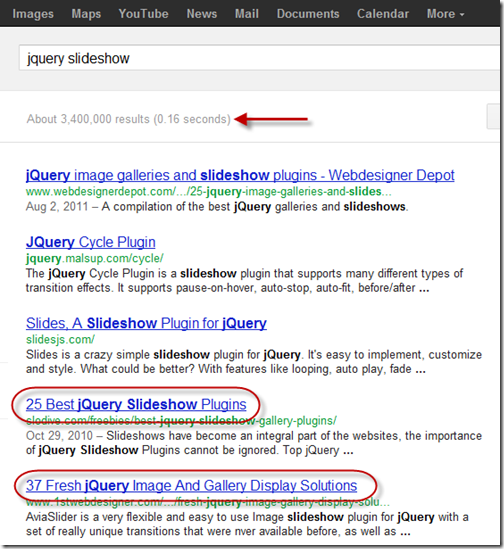 Images Maps YouTube News Mail Documents Calendar More
jquery slideshow
About 3,400,000 results (0.16 seconds)
jQuery image galleries and slideshow plugins - Webdesigner Depot
www.webdesignerdepot.com/.../25-jquery-image-galleries-and-slides...
Aug 2, 2011 – A compilation of the best jQuery galleries and slideshows.
JQuery Cycle Plugin
jquery.malsup.com/cycle/
The jQuery Cycle Plugin is a slideshow plugin that supports many different types of
transition effects. It supports pause-on-hover, auto-stop, auto-fit, before/after ...
Slides, A Slideshow Plugin for jQuery
slidesjs.com/
Slides is a crazy simple slideshow plugin for jQuery. It's easy to implement, customize
and style. What could be better? With features like looping, auto play, fade ...
25 Best jQuery Slideshow Plugins
slodive.com/freebies/best-jquery-slideshow-gallery-plugins/
Oct 29, 2010 – Slideshows have become an integral part of the websites, the importance
of jQuery Slideshow Plugins cannot be ignored. Top jQuery ...
37 Fresh jQuery Image And Gallery Display Solutions
www.1stwebdesigner.com/.../fresh-jquery-image-gallery-display-solu...
AviaSlider is a very flexible and easy to use Image slideshow plugin for jQuery with a
set of really unique transitions that were never available before, as well as ...